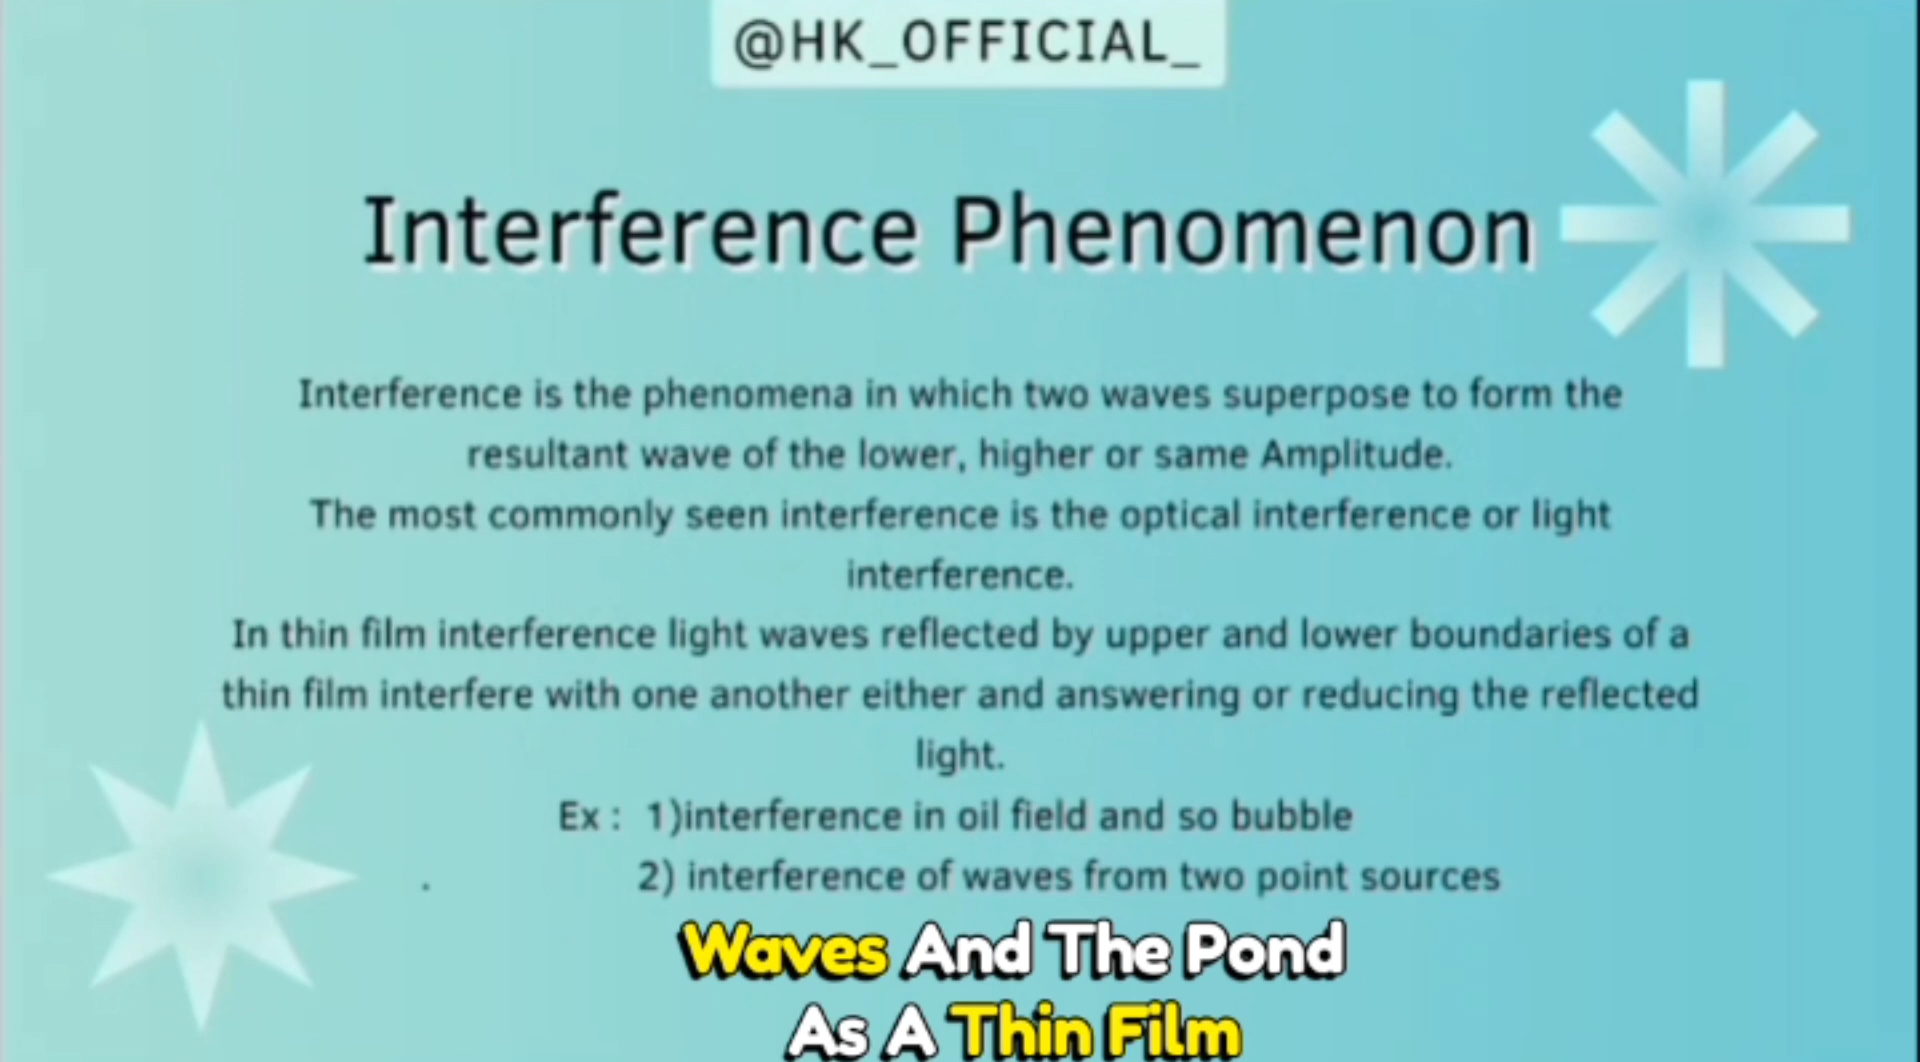 @HK_OFFICIAL_
Interference Phenomenon
Interference is the phenomena in which two waves superpose to form the
resultant wave of the lower, higher or same Amplitude.
The most commonly seen interference is the optical interference or light
interference.
In thin film interference light waves reflected by upper and lower boundaries of a
thin film interfere with one another either and answering or reducing the reflected
light.
Ex : 1)interference in oil field and so bubble
. 2) interference of waves from two point sources
Waves And The Pond
As A Thin Film